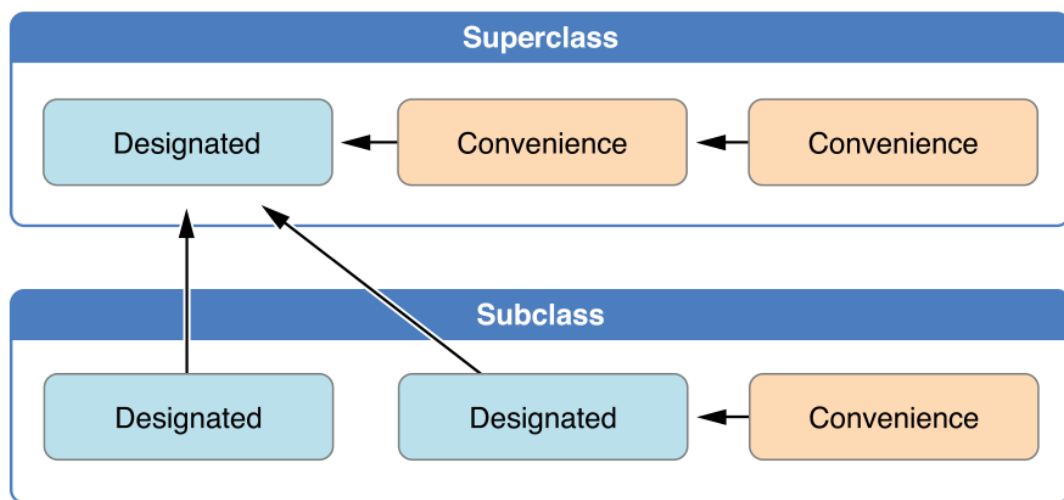 Superclass
Designated
Convenience
Convenience
Subclass
Designated
Designated
Convenience